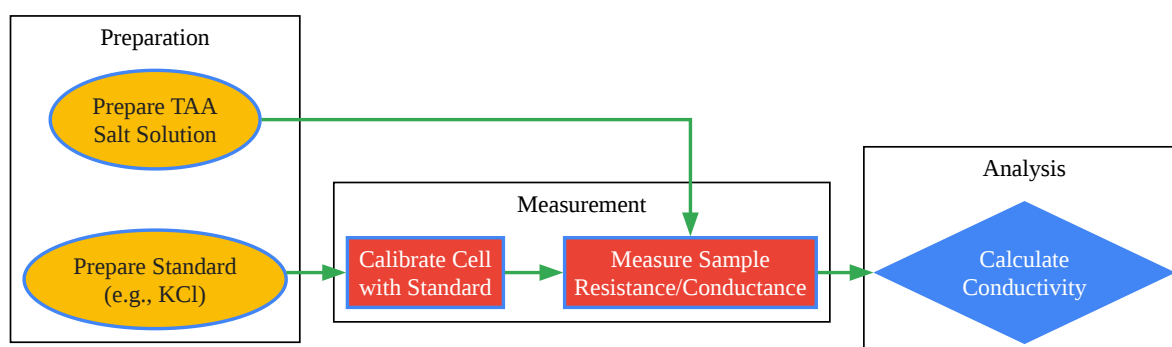 Preparation
Prepare TAA
Salt Solution
Prepare Standard
(e.g., KCl)
Measurement
Calibrate Cell
with Standard
Measure Sample
Resistance/Conductance
Analysis
Calculate
Conductivity